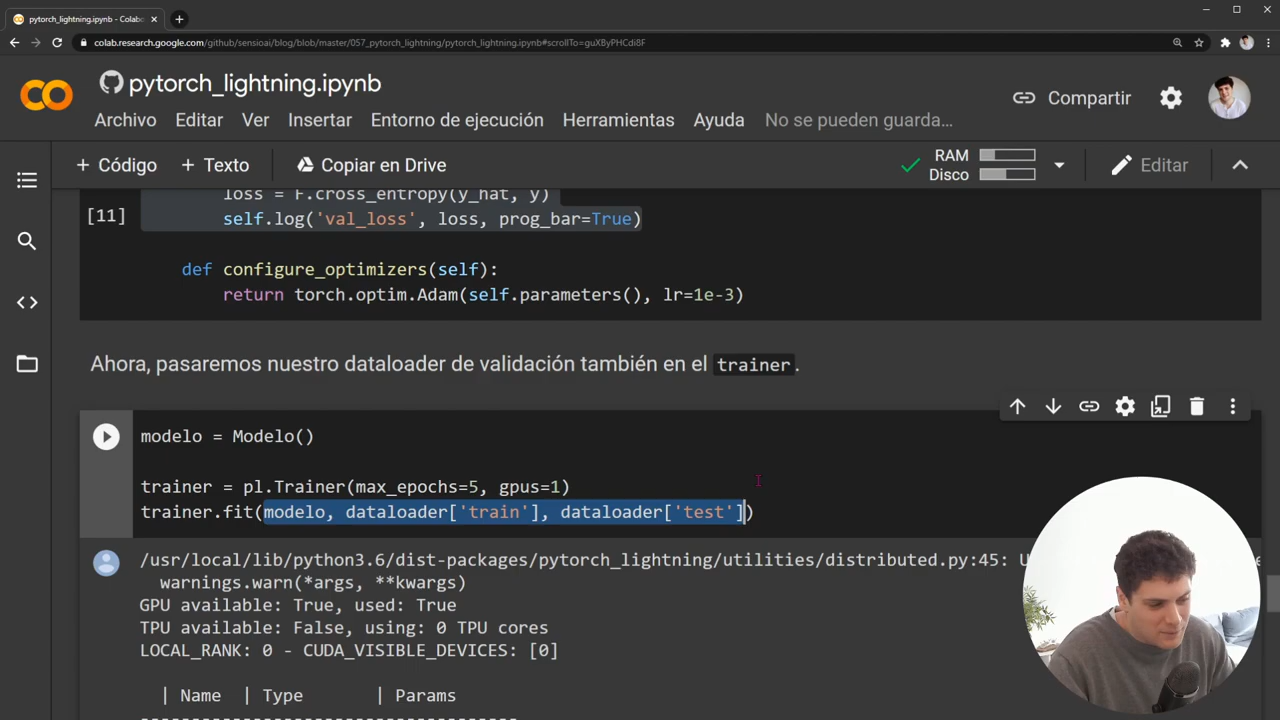 pytorch_lightning.ipynb - Colabo
colab.research.google.com/github/sensioai/blog/blob/master/057_pytorch_lightning/pytorch_lightning.ipynb#scrollTo=guXByPHCdi8F
pytorch_lightning.ipynb
Compartir
Archivo Editar Ver Insertar Entorno de ejecución Herramientas Ayuda No se pueden guarda…
+ Código + Texto Copiar en Drive RAM Disco Editar
loss = F.cross_entropy(y_hat, y)
[11] self.log('val_loss', loss, prog_bar=True)
def configure_optimizers(self):
return torch.optim.Adam(self.parameters(), lr=1e-3)
Ahora, pasaremos nuestro dataloader de validación también en el trainer.
modelo = Modelo()
trainer = pl.Trainer(max_epochs=5, gpus=1)
trainer.fit(modelo, dataloader['train'], dataloader['test'])
/usr/local/lib/python3.6/dist-packages/pytorch_lightning/utilities/distributed.py:45: U
warnings.warn(*args, **kwargs)
GPU available: True, used: True
TPU available: False, using: 0 TPU cores
LOCAL_RANK: 0 - CUDA_VISIBLE_DEVICES: [0]
| Name | Type | Params
----------------------------------------